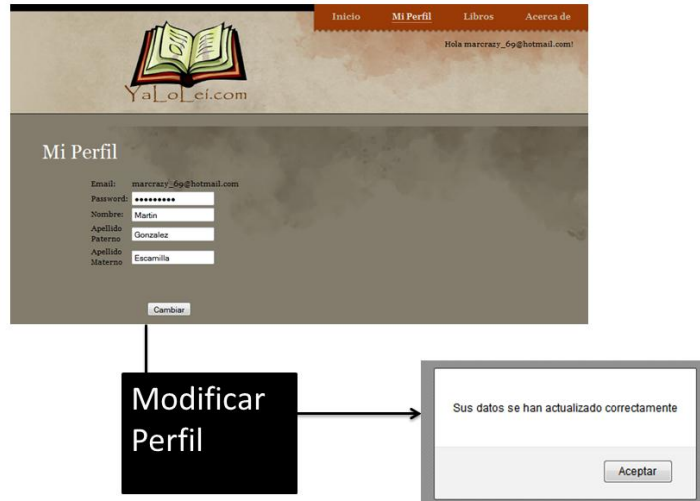 Inicio Mi Perfil Libros Acerca de
Hola marcrazy_69@hotmail.com!
YaLoLei.com
Mi Perfil
Email: marcrazy_69@hotmail.com
Password: •••••••••
Nombre: Martin
Apellido
Paterno Gonzalez
Apellido
Materno Escamilla
Cambiar
Modificar
Perfil
Sus datos se han actualizado correctamente
Aceptar